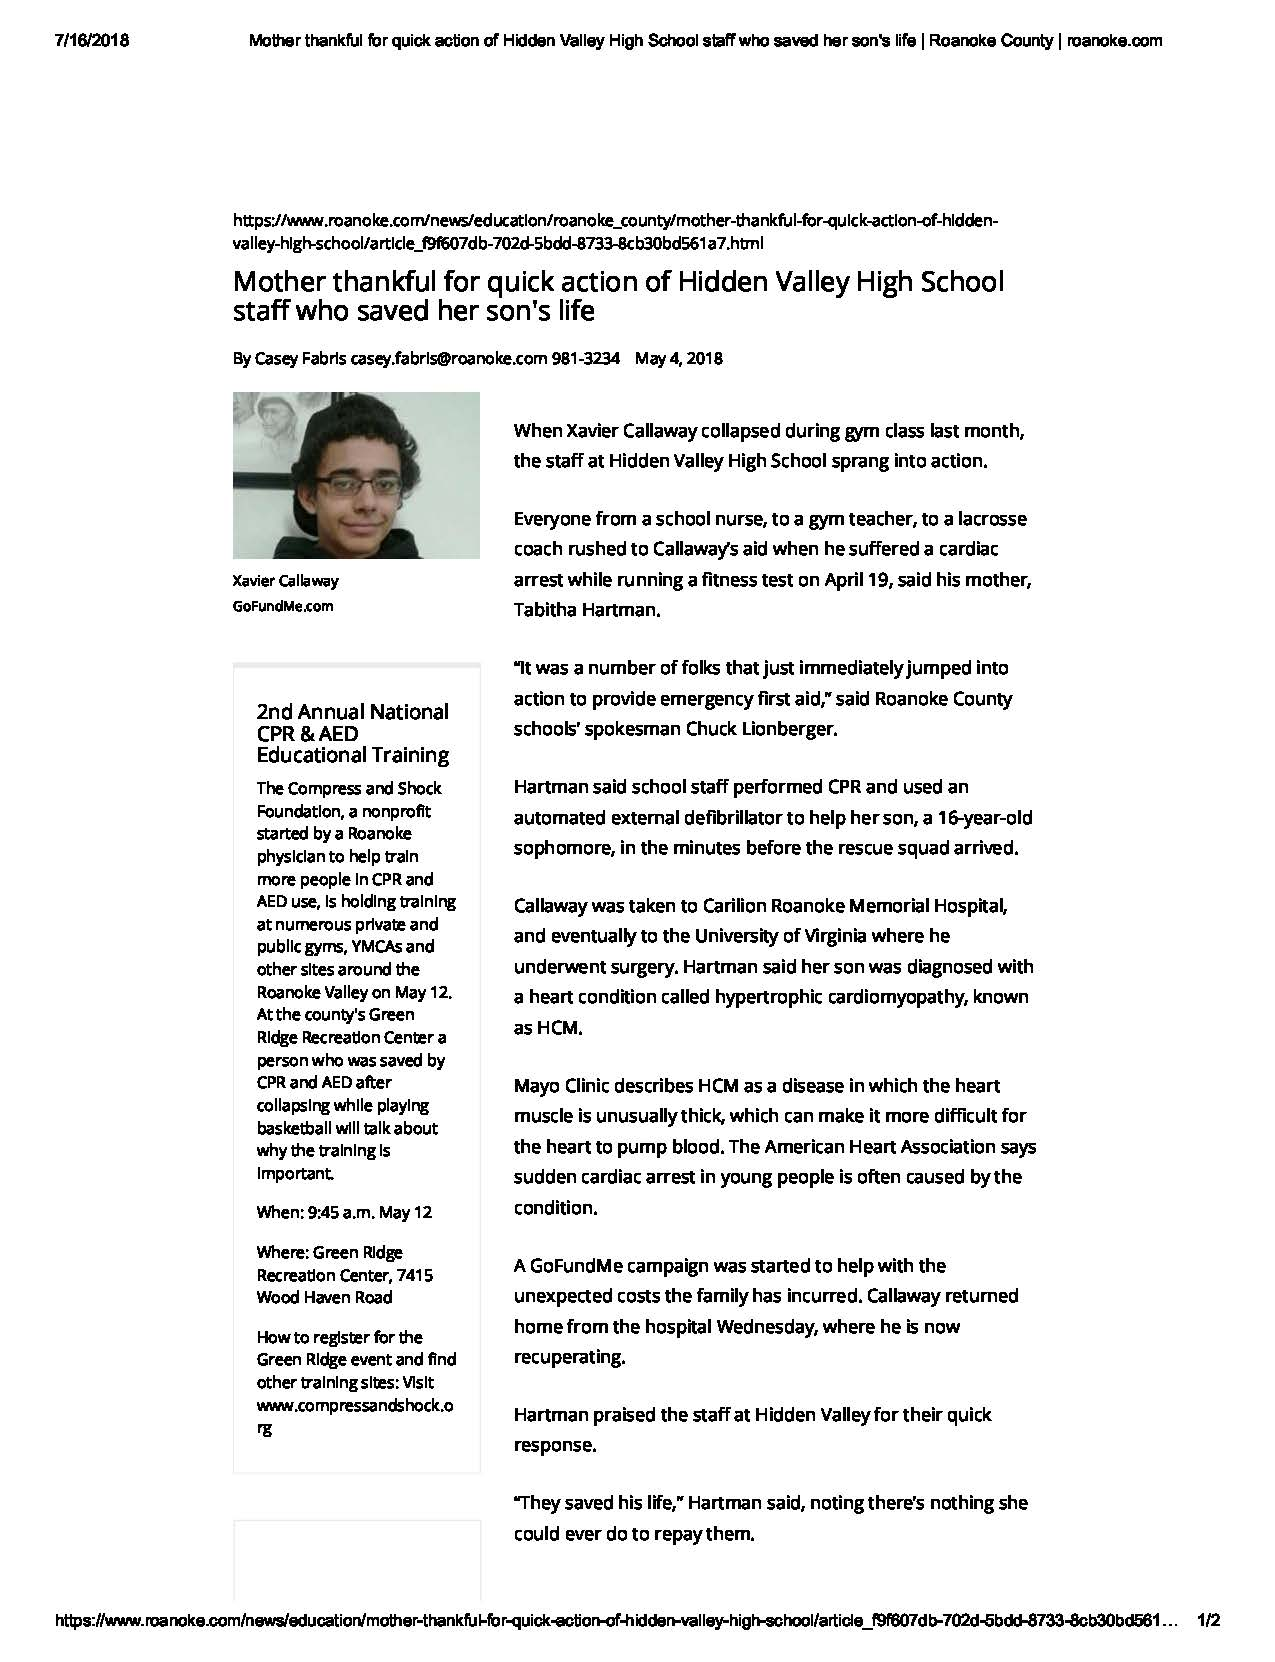 7/16/2018 Mother thankful for quick action of Hidden Valley High School staff who saved her son's life | Roanoke County | roanoke.com
https://www.roanoke.com/news/education/roanoke_county/mother-thankful-for-quick-action-of-hidden-
valley-high-school/article_f9f607db-702d-5bdd-8733-8cb30bd561a7.html
Mother thankful for quick action of Hidden Valley High School
staff who saved her son's life
By Casey Fabris casey.fabris@roanoke.com 981-3234 May 4, 2018
Xavier Callaway
GoFundMe.com
2nd Annual National
CPR & AED
Educational Training
The Compress and Shock
Foundation, a nonprofit
started by a Roanoke
physician to help train
more people in CPR and
AED use, is holding training
at numerous private and
public gyms, YMCAs and
other sites around the
Roanoke Valley on May 12.
At the county's Green
Ridge Recreation Center a
person who was saved by
CPR and AED after
collapsing while playing
basketball will talk about
why the training is
important.
When: 9:45 a.m. May 12
Where: Green Ridge
Recreation Center, 7415
Wood Haven Road
How to register for the
Green Ridge event and find
other training sites: Visit
www.compressandshock.o
rg
When Xavier Callaway collapsed during gym class last month,
the staff at Hidden Valley High School sprang into action.
Everyone from a school nurse, to a gym teacher, to a lacrosse
coach rushed to Callaway’s aid when he suffered a cardiac
arrest while running a fitness test on April 19, said his mother,
Tabitha Hartman.
“It was a number of folks that just immediately jumped into
action to provide emergency first aid,” said Roanoke County
schools’ spokesman Chuck Lionberger.
Hartman said school staff performed CPR and used an
automated external defibrillator to help her son, a 16-year-old
sophomore, in the minutes before the rescue squad arrived.
Callaway was taken to Carilion Roanoke Memorial Hospital,
and eventually to the University of Virginia where he
underwent surgery. Hartman said her son was diagnosed with
a heart condition called hypertrophic cardiomyopathy, known
as HCM.
Mayo Clinic describes HCM as a disease in which the heart
muscle is unusually thick, which can make it more difficult for
the heart to pump blood. The American Heart Association says
sudden cardiac arrest in young people is often caused by the
condition.
A GoFundMe campaign was started to help with the
unexpected costs the family has incurred. Callaway returned
home from the hospital Wednesday, where he is now
recuperating.
Hartman praised the staff at Hidden Valley for their quick
response.
“They saved his life,” Hartman said, noting there’s nothing she
could ever do to repay them.
https://www.roanoke.com/news/education/mother-thankful-for-quick-action-of-hidden-valley-high-school/article_f9f607db-702d-5bdd-8733-8cb30bd561… 1/2